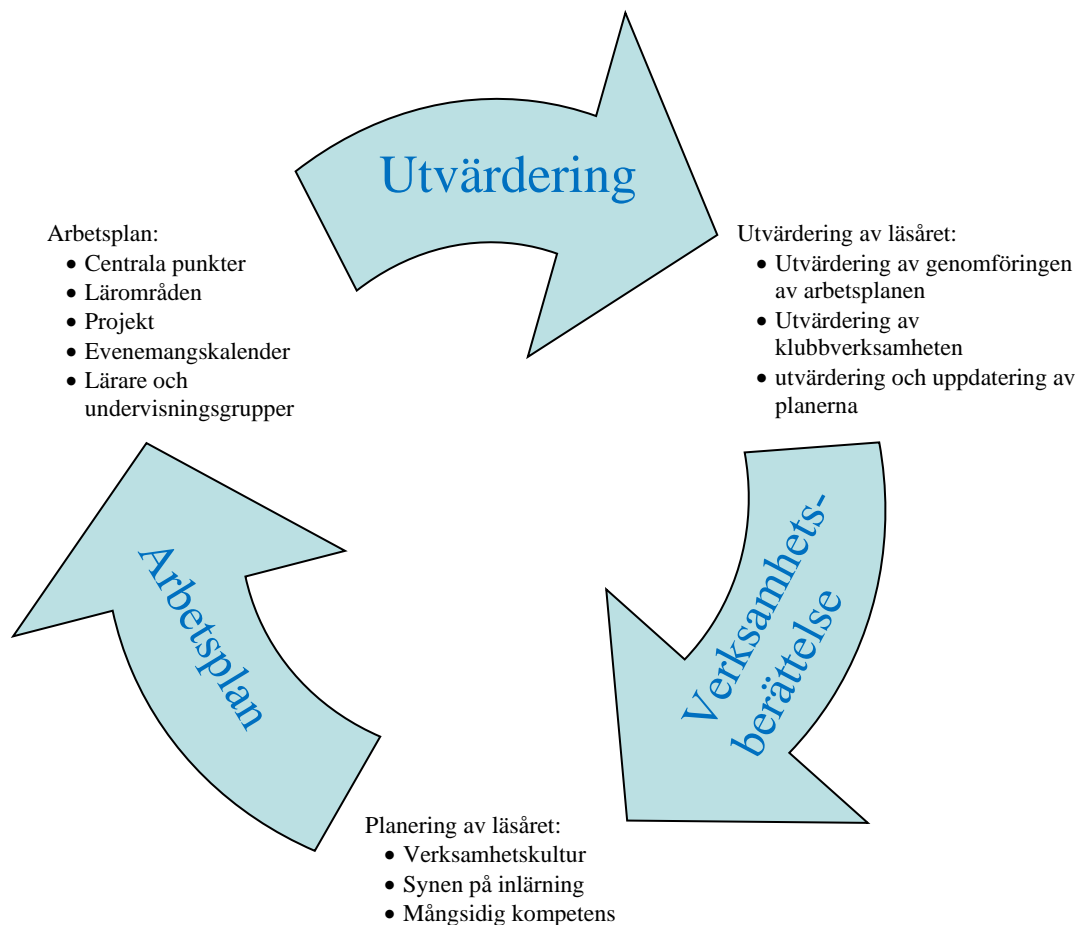 Utvärdering
Arbetsplan:
• Centrala punkter
• Lärområden
• Projekt
• Evenemangskalender
• Lärare och
undervisningsgrupper
Utvärdering av läsåret:
• Utvärdering av genomföringen
av arbetsplanen
• Utvärdering av
klubbverksamheten
• utvärdering och uppdatering av
planerna
Verksamhets-
berättelse
Arbetsplan
Planering av läsåret:
• Verksamhetskultur
• Synen på inlärning
• Mångsidig kompetens